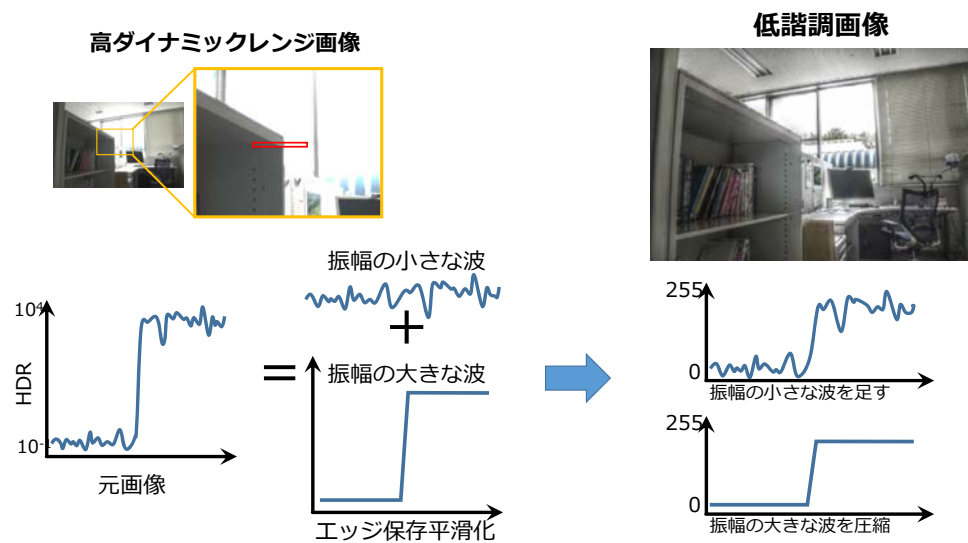 高ダイナミックレンジ画像
低諧調画像
振幅の小さな波
+
10⁴
HDR
10⁻
元画像
=
振幅の大きな波
エッジ保存平滑化
255
0
振幅の小さな波を足す
255
0
振幅の大きな波を圧縮